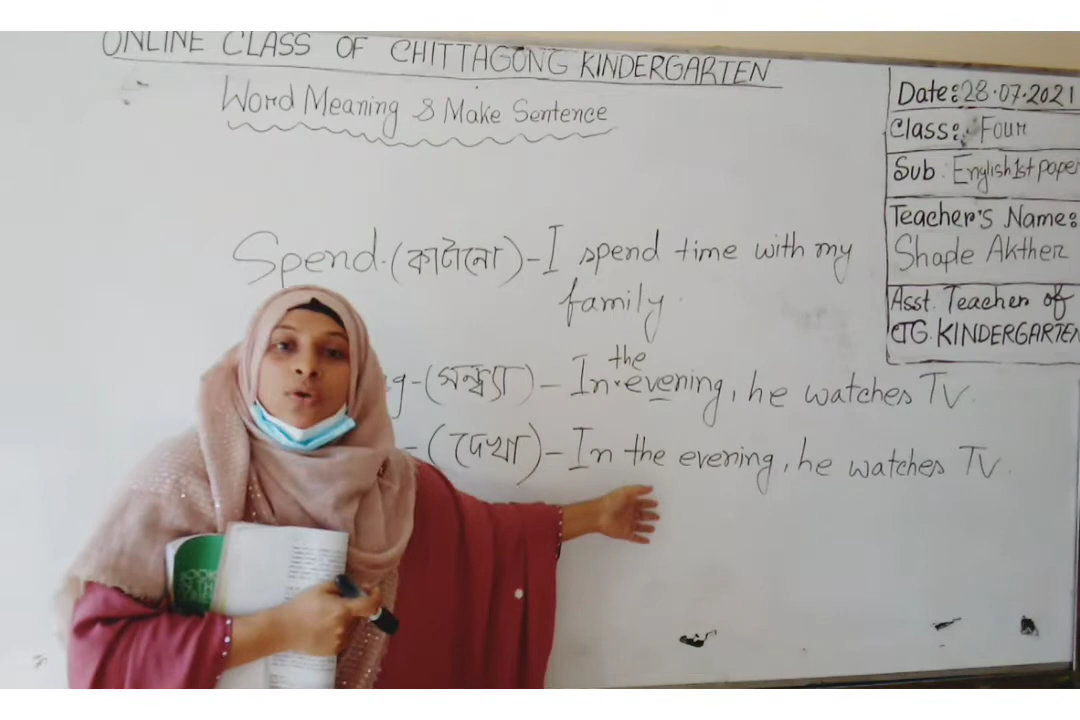 ONLINE CLASS OF CHITTAGONG KINDERGARTEN
Word Meaning & Make Sentence
Date: 28.07.2021
Class: Four
Sub: English 1st paper
Teacher's Name:
Akther
Asst. Teacher of
CTG. KINDERGARTEN
Spend. (কাটানো) - I spend time with my
family.
the
g - (সন্ধ্যা) - In evening, he watches TV.
- (দেখা) - In the evening, he watches TV.